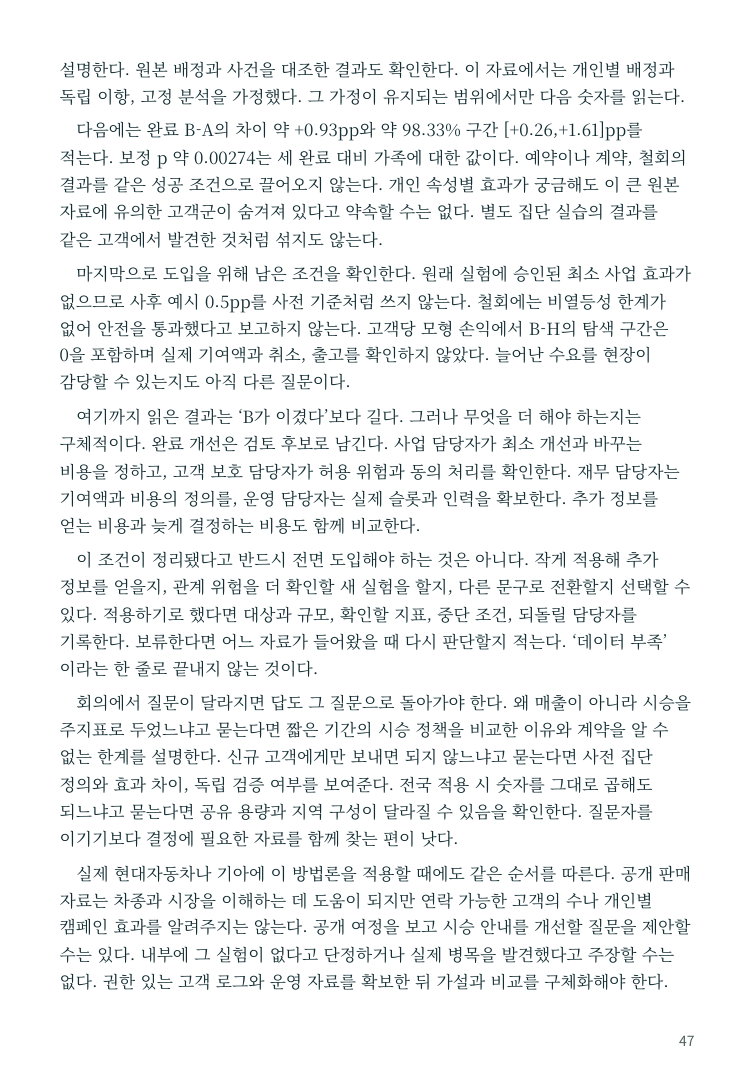 설명한다. 원본 배정과 사건을 대조한 결과도 확인한다. 이 자료에서는 개인별 배정과
독립 이항, 고정 분석을 가정했다. 그 가정이 유지되는 범위에서만 다음 숫자를 읽는다.
다음에는 완료 B-A의 차이 약 +0.93pp와 약 98.33% 구간 [+0.26,+1.61]pp를
적는다. 보정 p 약 0.00274는 세 완료 대비 가족에 대한 값이다. 예약이나 계약, 철회의
결과를 같은 성공 조건으로 끌어오지 않는다. 개인 속성별 효과가 궁금해도 이 큰 원본
자료에 유의한 고객군이 숨겨져 있다고 약속할 수는 없다. 별도 집단 실습의 결과를
같은 고객에서 발견한 것처럼 섞지도 않는다.
마지막으로 도입을 위해 남은 조건을 확인한다. 원래 실험에 승인된 최소 사업 효과가
없으므로 사후 예시 0.5pp를 사전 기준처럼 쓰지 않는다. 철회에는 비열등성 한계가
없어 안전을 통과했다고 보고하지 않는다. 고객당 모형 손익에서 B-H의 탐색 구간은
0을 포함하며 실제 기여액과 취소, 출고를 확인하지 않았다. 늘어난 수요를 현장이
감당할 수 있는지도 아직 다른 질문이다.
여기까지 읽은 결과는 ‘B가 이겼다’보다 길다. 그러나 무엇을 더 해야 하는지는
구체적이다. 완료 개선은 검토 후보로 남긴다. 사업 담당자가 최소 개선과 바꾸는
비용을 정하고, 고객 보호 담당자가 허용 위험과 동의 처리를 확인한다. 재무 담당자는
기여액과 비용의 정의를, 운영 담당자는 실제 슬롯과 인력을 확보한다. 추가 정보를
얻는 비용과 늦게 결정하는 비용도 함께 비교한다.
이 조건이 정리됐다고 반드시 전면 도입해야 하는 것은 아니다. 작게 적용해 추가
정보를 얻을지, 관계 위험을 더 확인할 새 실험을 할지, 다른 문구로 전환할지 선택할 수
있다. 적용하기로 했다면 대상과 규모, 확인할 지표, 중단 조건, 되돌릴 담당자를
기록한다. 보류한다면 어느 자료가 들어왔을 때 다시 판단할지 적는다. ‘데이터 부족’
이라는 한 줄로 끝내지 않는 것이다.
회의에서 질문이 달라지면 답도 그 질문으로 돌아가야 한다. 왜 매출이 아니라 시승을
주지표로 두었느냐고 묻는다면 짧은 기간의 시승 정책을 비교한 이유와 계약을 알 수
없는 한계를 설명한다. 신규 고객에게만 보내면 되지 않느냐고 묻는다면 사전 집단
정의와 효과 차이, 독립 검증 여부를 보여준다. 전국 적용 시 숫자를 그대로 곱해도
되느냐고 묻는다면 공유 용량과 지역 구성이 달라질 수 있음을 확인한다. 질문자를
이기기보다 결정에 필요한 자료를 함께 찾는 편이 낫다.
실제 현대자동차나 기아에 이 방법론을 적용할 때에도 같은 순서를 따른다. 공개 판매
자료는 차종과 시장을 이해하는 데 도움이 되지만 연락 가능한 고객의 수나 개인별
캠페인 효과를 알려주지는 않는다. 공개 여정을 보고 시승 안내를 개선할 질문을 제안할
수는 있다. 내부에 그 실험이 없다고 단정하거나 실제 병목을 발견했다고 주장할 수는
없다. 권한 있는 고객 로그와 운영 자료를 확보한 뒤 가설과 비교를 구체화해야 한다.
47